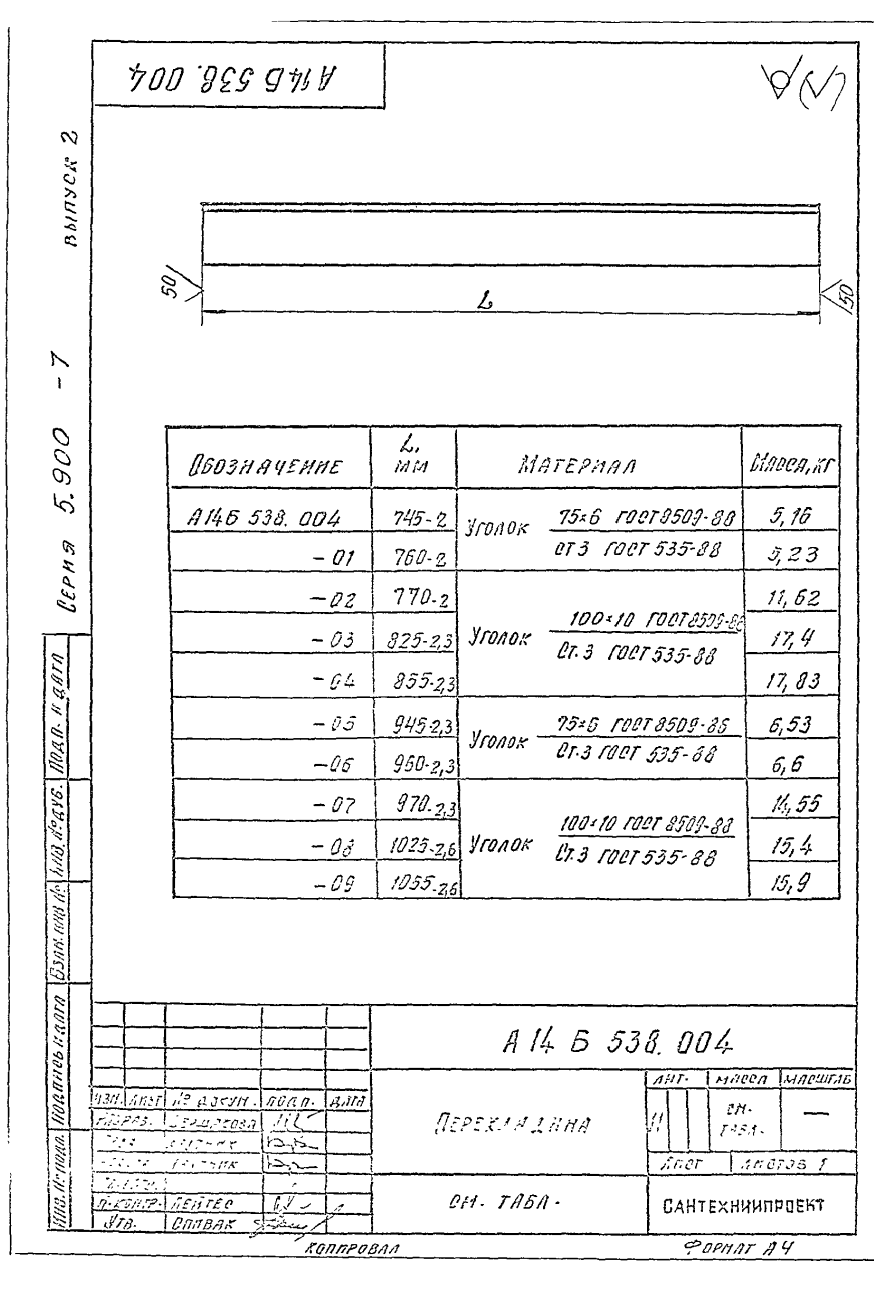 А14Б 538.004
50
L
50
Серия 5.900 -7 выпуск 2
Обозначение L, мм Материал Масса, кг
А14Б 538.004 745-2 Уголок 75×6 ГОСТ 8509-88 5,16
-01 760-2 Ст3 ГОСТ 535-88 5,23
-02 770-2 11,62
-03 825-2,3 Уголок 100×10 ГОСТ 8509-88 17,4
-04 855-2,3 Ст.3 ГОСТ 535-88 17,83
-05 945-2,3 Уголок 75×6 ГОСТ 8509-86 6,53
-06 960-2,3 Ст.3 ГОСТ 535-88 6,6
-07 970-2,3 14,55
-08 1025-2,6 Уголок 100×10 ГОСТ 8509-88 15,4
-09 1055-2,6 Ст.3 ГОСТ 535-88 15,9
Инв. № подл. Подпись и дата Взам. инв № Инв № дуб. Подп. и дата
А14Б 538.004
Изм. Лист № докум. Подп. Дата
Разраб.
Перекладина
Лит. Масса Масштаб
И см. табл. —
Лист Листов 1
Н.контр. Лейтес
Утв. Спивак
см. табл.
САНТЕХНИИПРОЕКТ
Копировал Формат А4